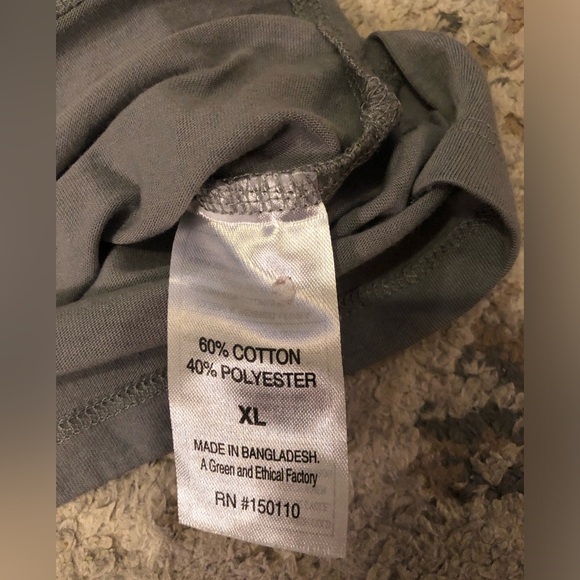 60% COTTON
40% POLYESTER
XL
MADE IN BANGLADESH.
A Green and Ethical Factory
RN #150110